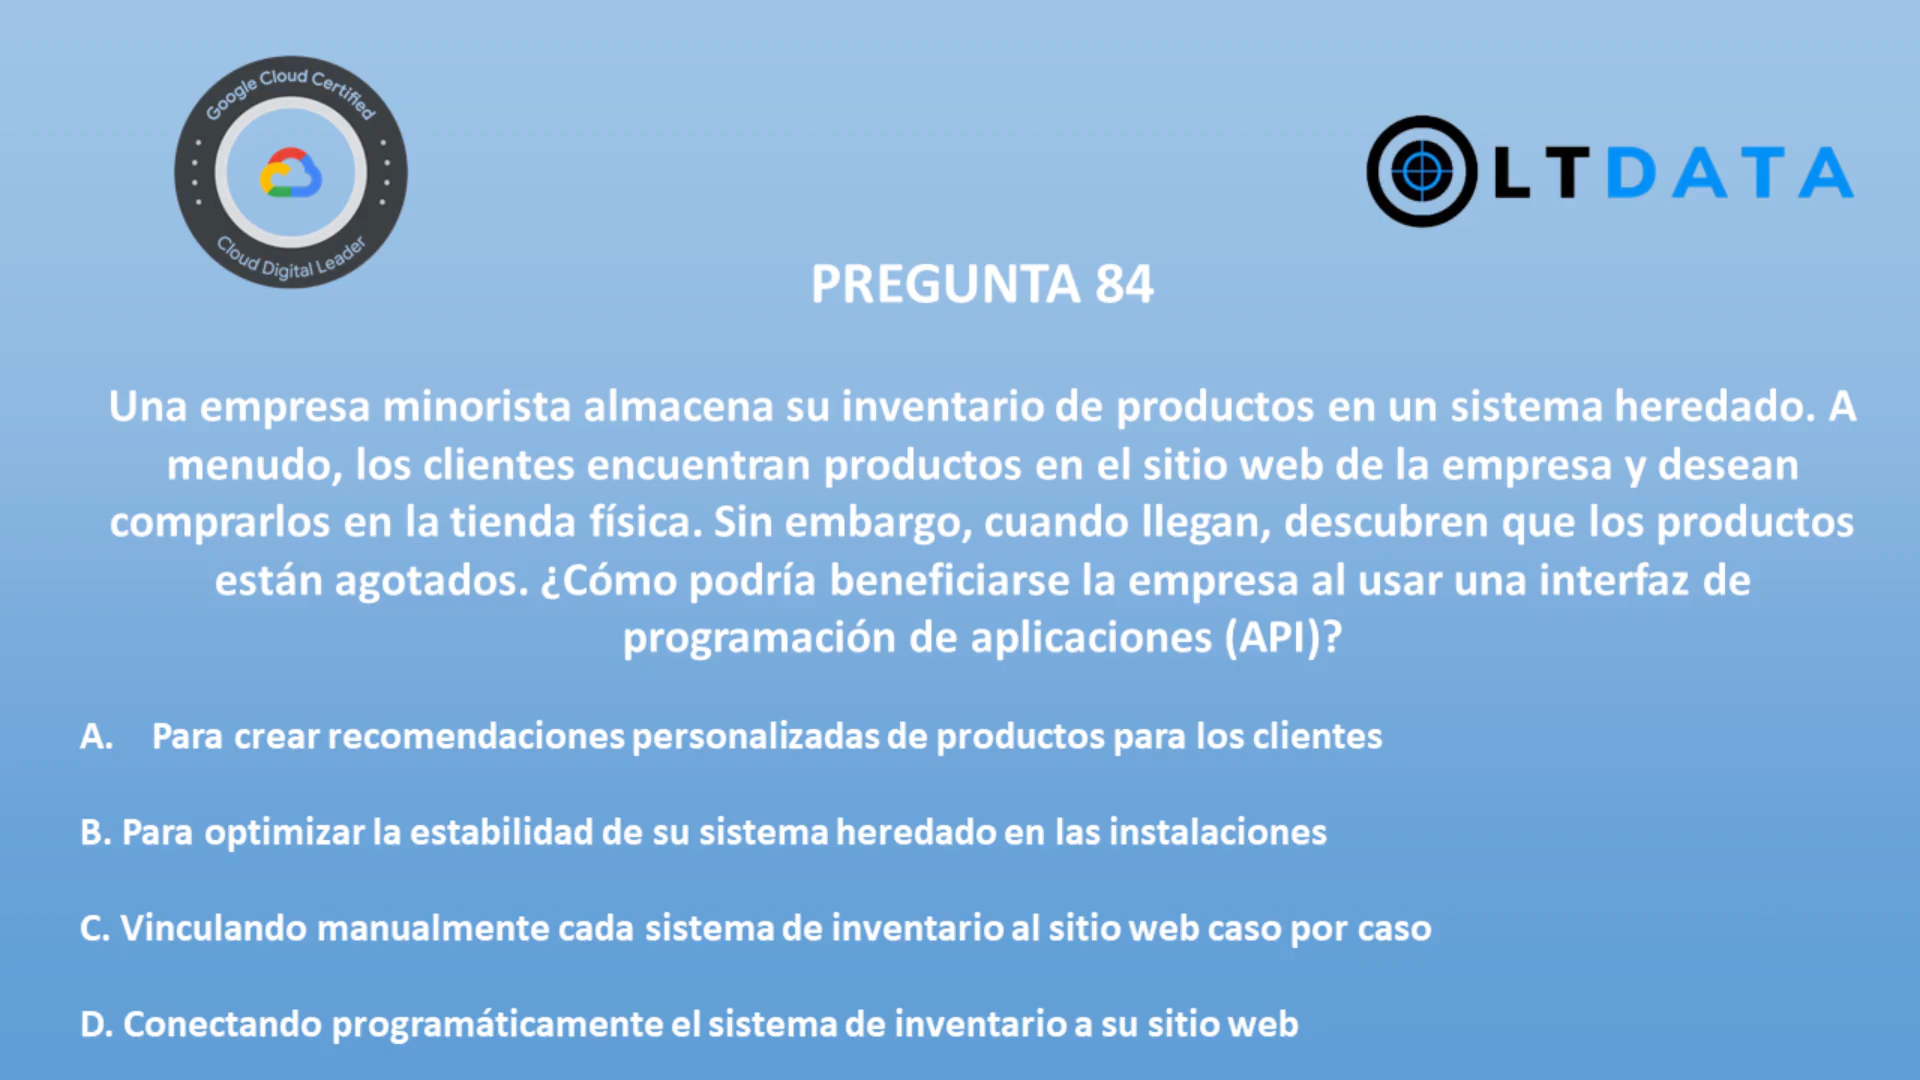 Google Cloud Certified
Cloud Digital Leader
LTDATA
PREGUNTA 84
Una empresa minorista almacena su inventario de productos en un sistema heredado. A
menudo, los clientes encuentran productos en el sitio web de la empresa y desean
comprarlos en la tienda física. Sin embargo, cuando llegan, descubren que los productos
están agotados. ¿Cómo podría beneficiarse la empresa al usar una interfaz de
programación de aplicaciones (API)?
A. Para crear recomendaciones personalizadas de productos para los clientes
B. Para optimizar la estabilidad de su sistema heredado en las instalaciones
C. Vinculando manualmente cada sistema de inventario al sitio web caso por caso
D. Conectando programáticamente el sistema de inventario a su sitio web